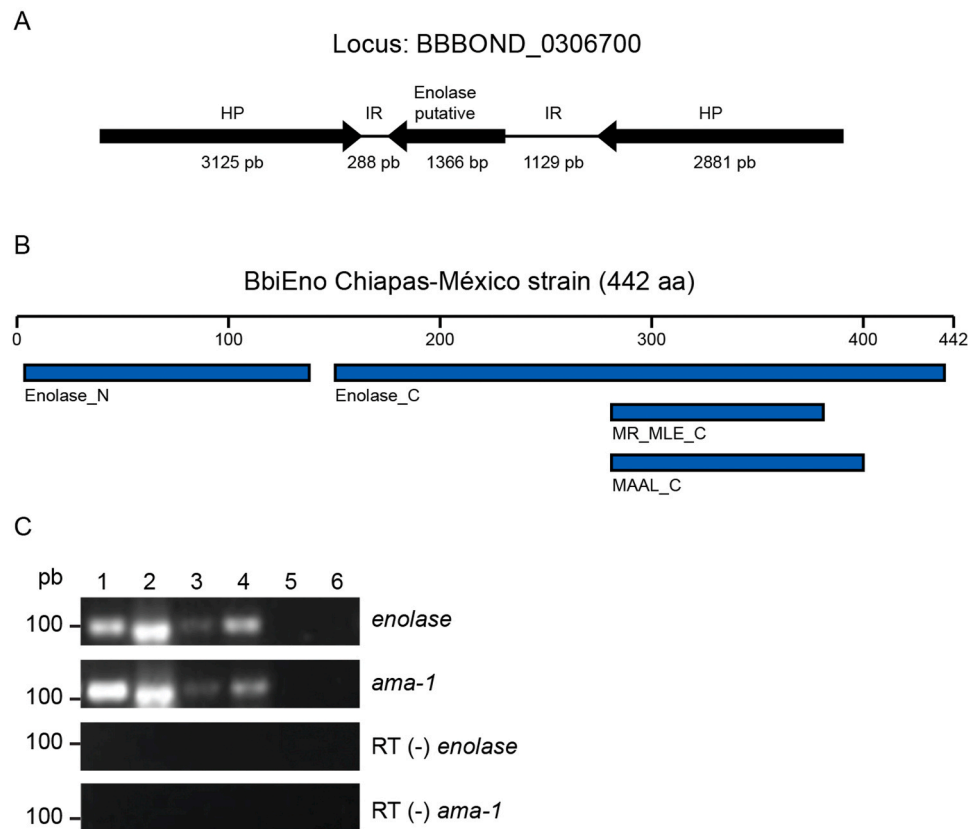 A
Locus: BBBOND_0306700
HP IR Enolase putative IR HP
3125 pb 288 pb 1366 bp 1129 pb 2881 pb
B
BbiEno Chiapas-México strain (442 aa)
0 100 200 300 400 442
Enolase_N Enolase_C
MR_MLE_C
MAAL_C
C
pb 1 2 3 4 5 6
100 enolase
100 ama-1
100 RT (-) enolase
100 RT (-) ama-1